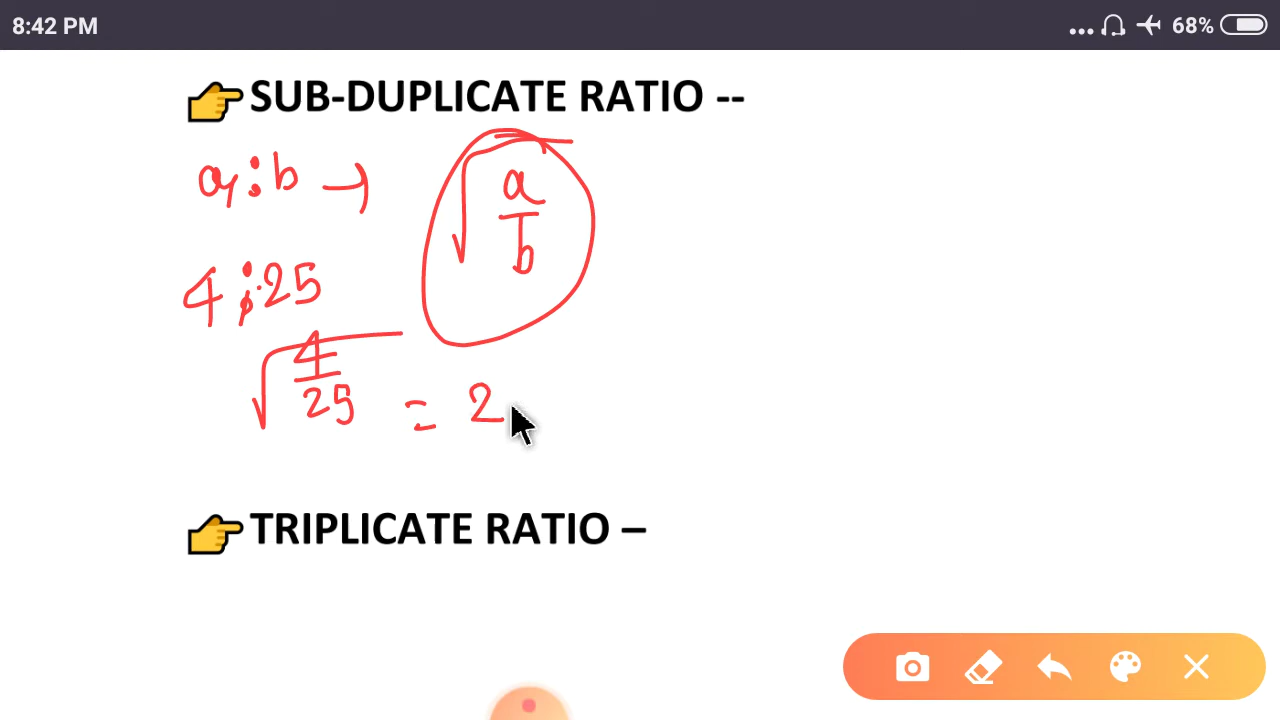 8:42 PM 68%
👉 SUB-DUPLICATE RATIO --
a : b → √(a/b)
4 : 25
√(4/25) = 2
👉 TRIPLICATE RATIO –